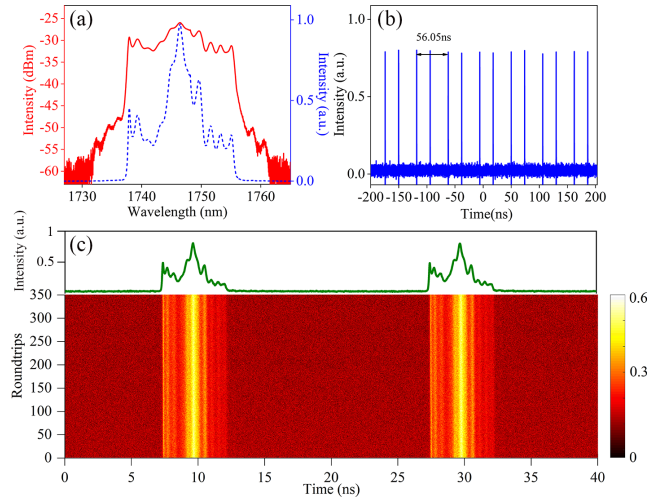 (a)
-25
-30
-35
-40
-45
-50
-55
-60
Intensity (dBm)
1.0
0.5
0.0
Intensity (a.u.)
1730 1740 1750 1760
Wavelength (nm)
(b)
56.05ns
1.0
0.5
0.0
Intensity (a.u.)
-200 -150 -100 -50 0 50 100 150 200
Time(ns)
(c)
1
0.5
Intensity (a.u.)
350
300
250
200
150
100
50
0
Roundtrips
0.6
0.3
0
0 5 10 15 20 25 30 35 40
Time (ns)